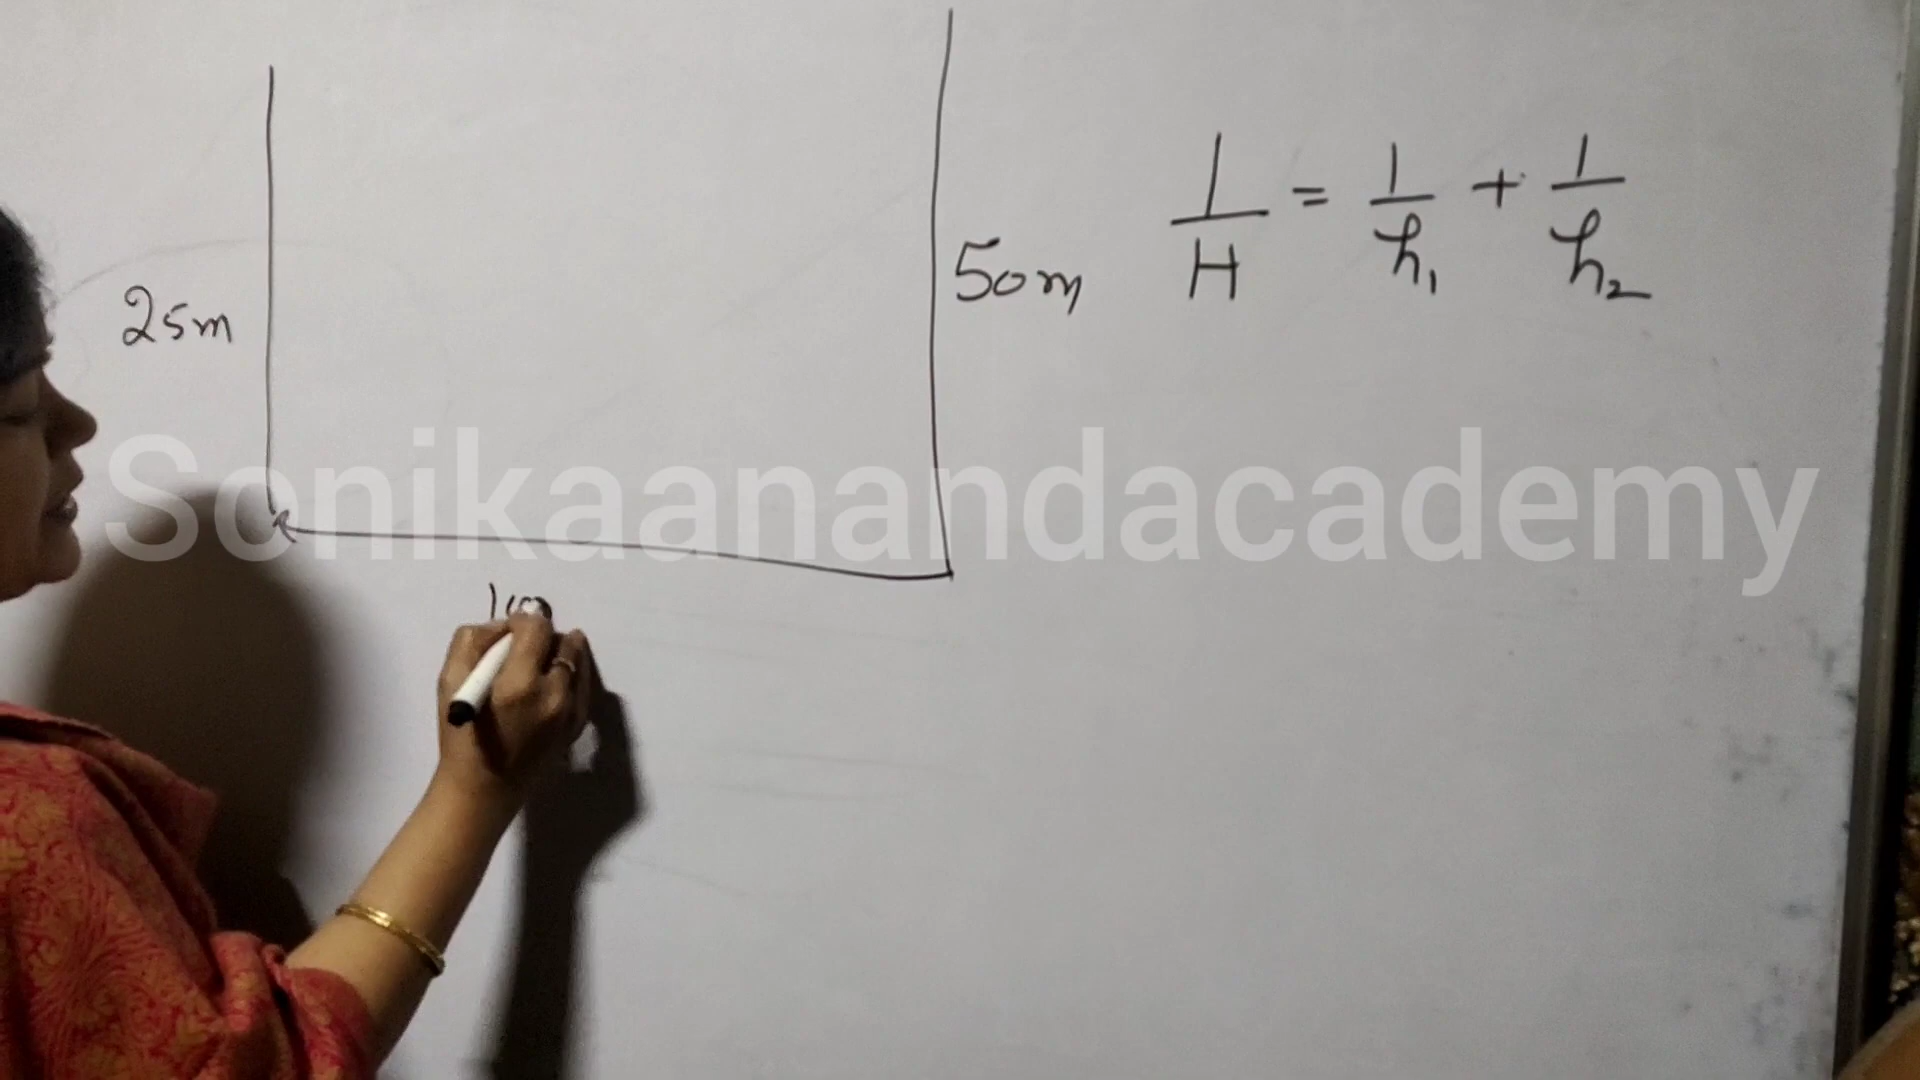 25m
50m
1/H = 1/h₁ + 1/h₂
Sonikaanandacademy